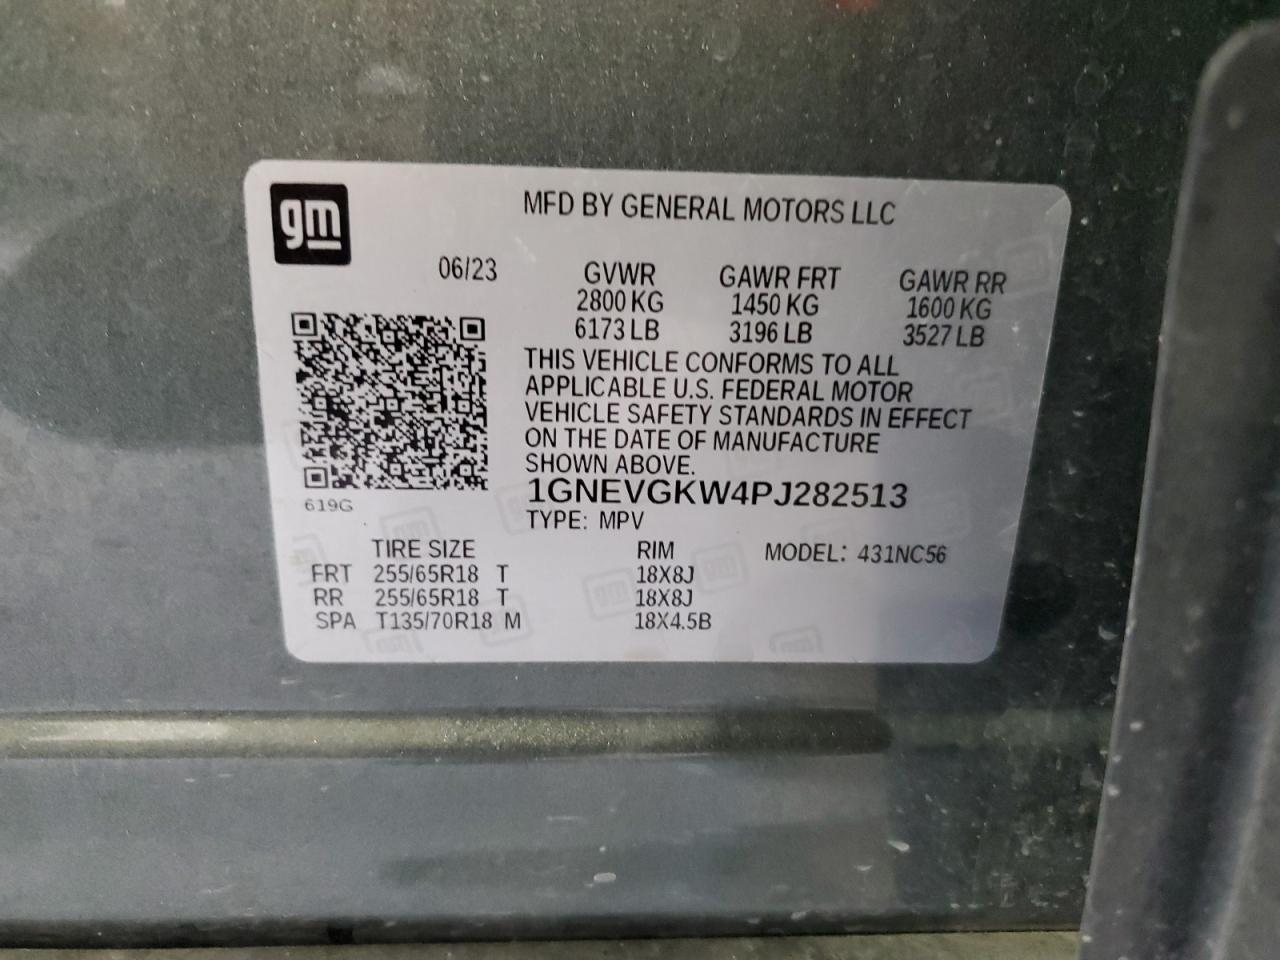 gm
MFD BY GENERAL MOTORS LLC
06/23
GVWR GAWR FRT GAWR RR
2800 KG 1450 KG 1600 KG
6173 LB 3196 LB 3527 LB
THIS VEHICLE CONFORMS TO ALL
APPLICABLE U.S. FEDERAL MOTOR
VEHICLE SAFETY STANDARDS IN EFFECT
ON THE DATE OF MANUFACTURE
SHOWN ABOVE.
1GNEVGKW4PJ282513
619G
TYPE: MPV
TIRE SIZE RIM MODEL: 431NC56
FRT 255/65R18 T 18X8J
RR 255/65R18 T 18X8J
SPA T135/70R18 M 18X4.5B